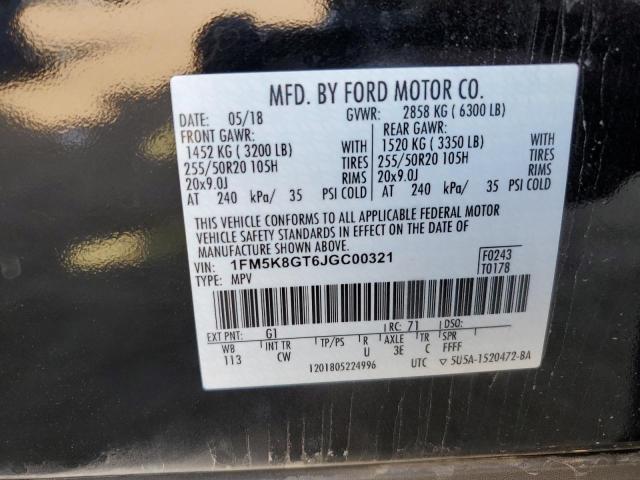 MFD. BY FORD MOTOR CO.
DATE: 05/18 GVWR: 2858 KG ( 6300 LB)
FRONT GAWR: REAR GAWR:
1452 KG ( 3200 LB) 1520 KG ( 3350 LB)
255/50R20 105H TIRES 255/50R20 105H TIRES
20x9.0J RIMS 20x9.0J RIMS
AT 240 kPa/ 35 PSI COLD AT 240 kPa/ 35 PSI COLD
THIS VEHICLE CONFORMS TO ALL APPLICABLE FEDERAL MOTOR
VEHICLE SAFETY STANDARDS IN EFFECT ON THE DATE OF
MANUFACTURE SHOWN ABOVE.
VIN: 1FM5K8GT6JGC00321 F0243
TYPE: MPV T0178
EXT PNT: G1 RC: 71 DSO:
WB INT TR TP/PS R AXLE TR SPR
113 CW U 3E C FFFF
1201805224996 UTC ▽ 5U5A-1520472-BA